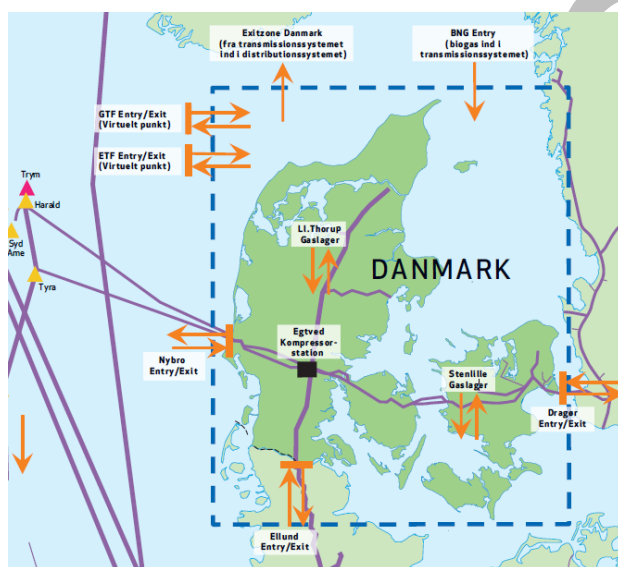 Exitzone Danmark
(fra transmissionssystemet
ind i distributionssystemet)
BNG Entry
(biogas ind i
transmissionssystemet)
GTF Entry/Exit
(Virtuelt punkt)
ETF Entry/Exit
(Virtuelt punkt)
Trym
Harald
Syd
Arne
Tyra
Ll.Thorup
Gaslager
DANMARK
Egtved
Kompressor-
station
Nybro
Entry/Exit
Stenlille
Gaslager
Dragør
Entry/Exit
Ellund
Entry/Exit